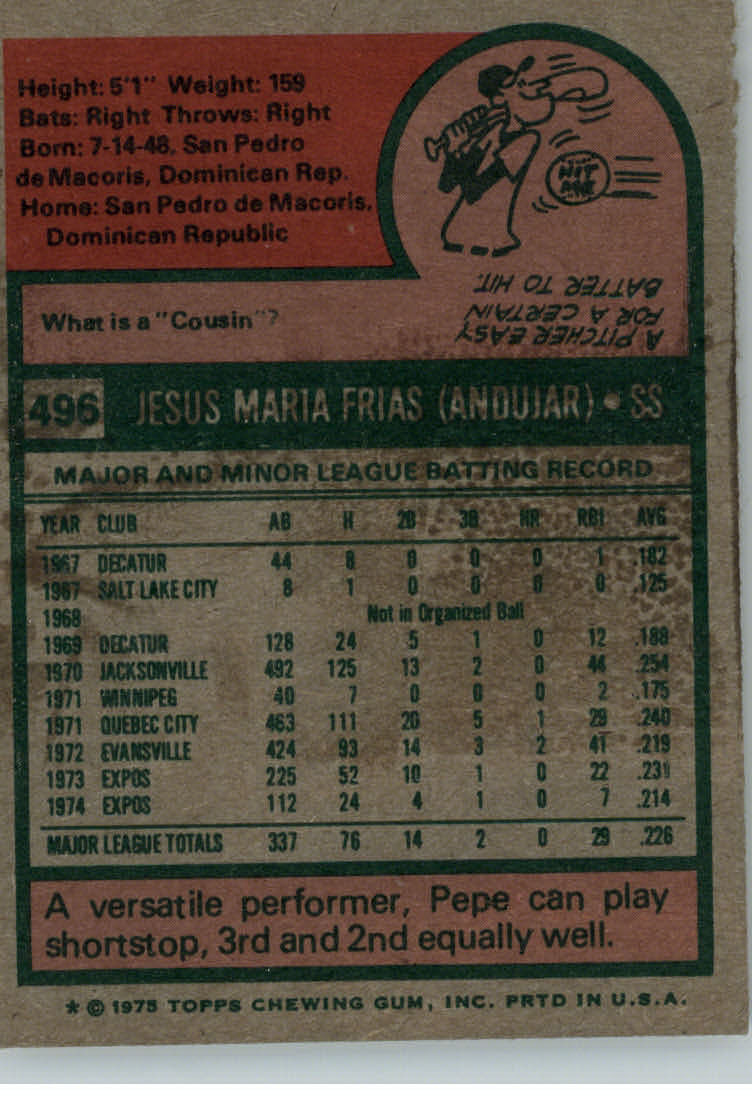 Height: 5'1" Weight: 159
Bats: Right Throws: Right
Born: 7-14-48, San Pedro
de Macoris, Dominican Rep.
Home: San Pedro de Macoris,
Dominican Republic
HIT
ME
What is a "Cousin"?
A PITCHER EASY
FOR A CERTAIN
BATTER TO HIT.
496 JESUS MARIA FRIAS (ANDUJAR) • SS
MAJOR AND MINOR LEAGUE BATTING RECORD
YEAR CLUB AB H 2B 3B HR RBI AVG
1967 DECATUR 44 8 0 0 0 1 .182
1967 SALT LAKE CITY 8 1 0 0 0 0 .125
1968 Not in Organized Ball
1969 DECATUR 128 24 5 1 0 12 .188
1970 JACKSONVILLE 492 125 13 2 0 44 .254
1971 WINNIPEG 40 7 0 0 0 2 .175
1971 QUEBEC CITY 463 111 20 5 1 29 .240
1972 EVANSVILLE 424 93 14 3 2 41 .219
1973 EXPOS 225 52 10 1 0 22 .231
1974 EXPOS 112 24 4 1 0 7 .214
MAJOR LEAGUE TOTALS 337 76 14 2 0 29 .226
A versatile performer, Pepe can play
shortstop, 3rd and 2nd equally well.
* © 1975 TOPPS CHEWING GUM, INC. PRTD IN U.S.A.